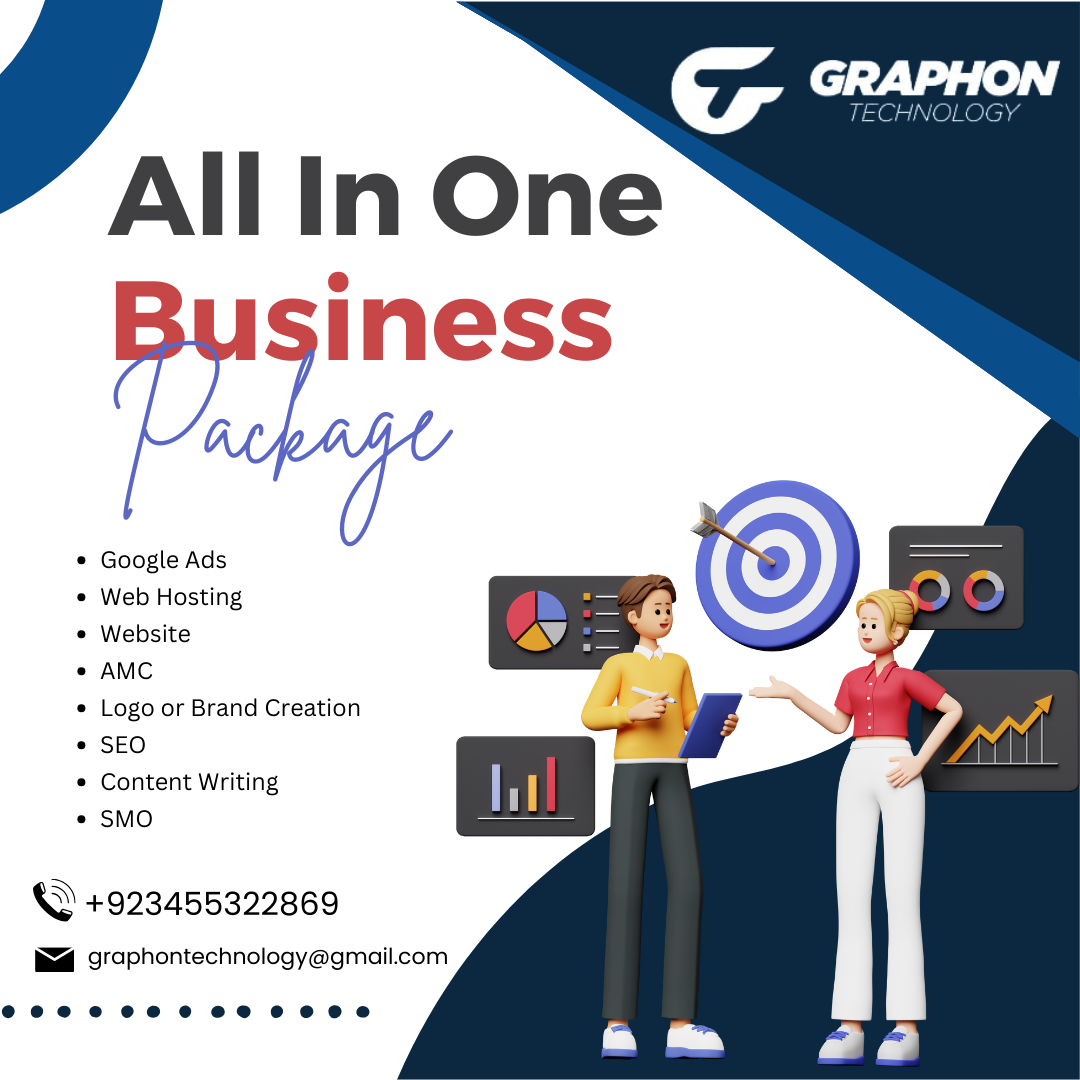 GRAPHON
TECHNOLOGY
All In One
Business
Package
• Google Ads
• Web Hosting
• Website
• AMC
• Logo or Brand Creation
• SEO
• Content Writing
• SMO
+923455322869
graphontechnology@gmail.com